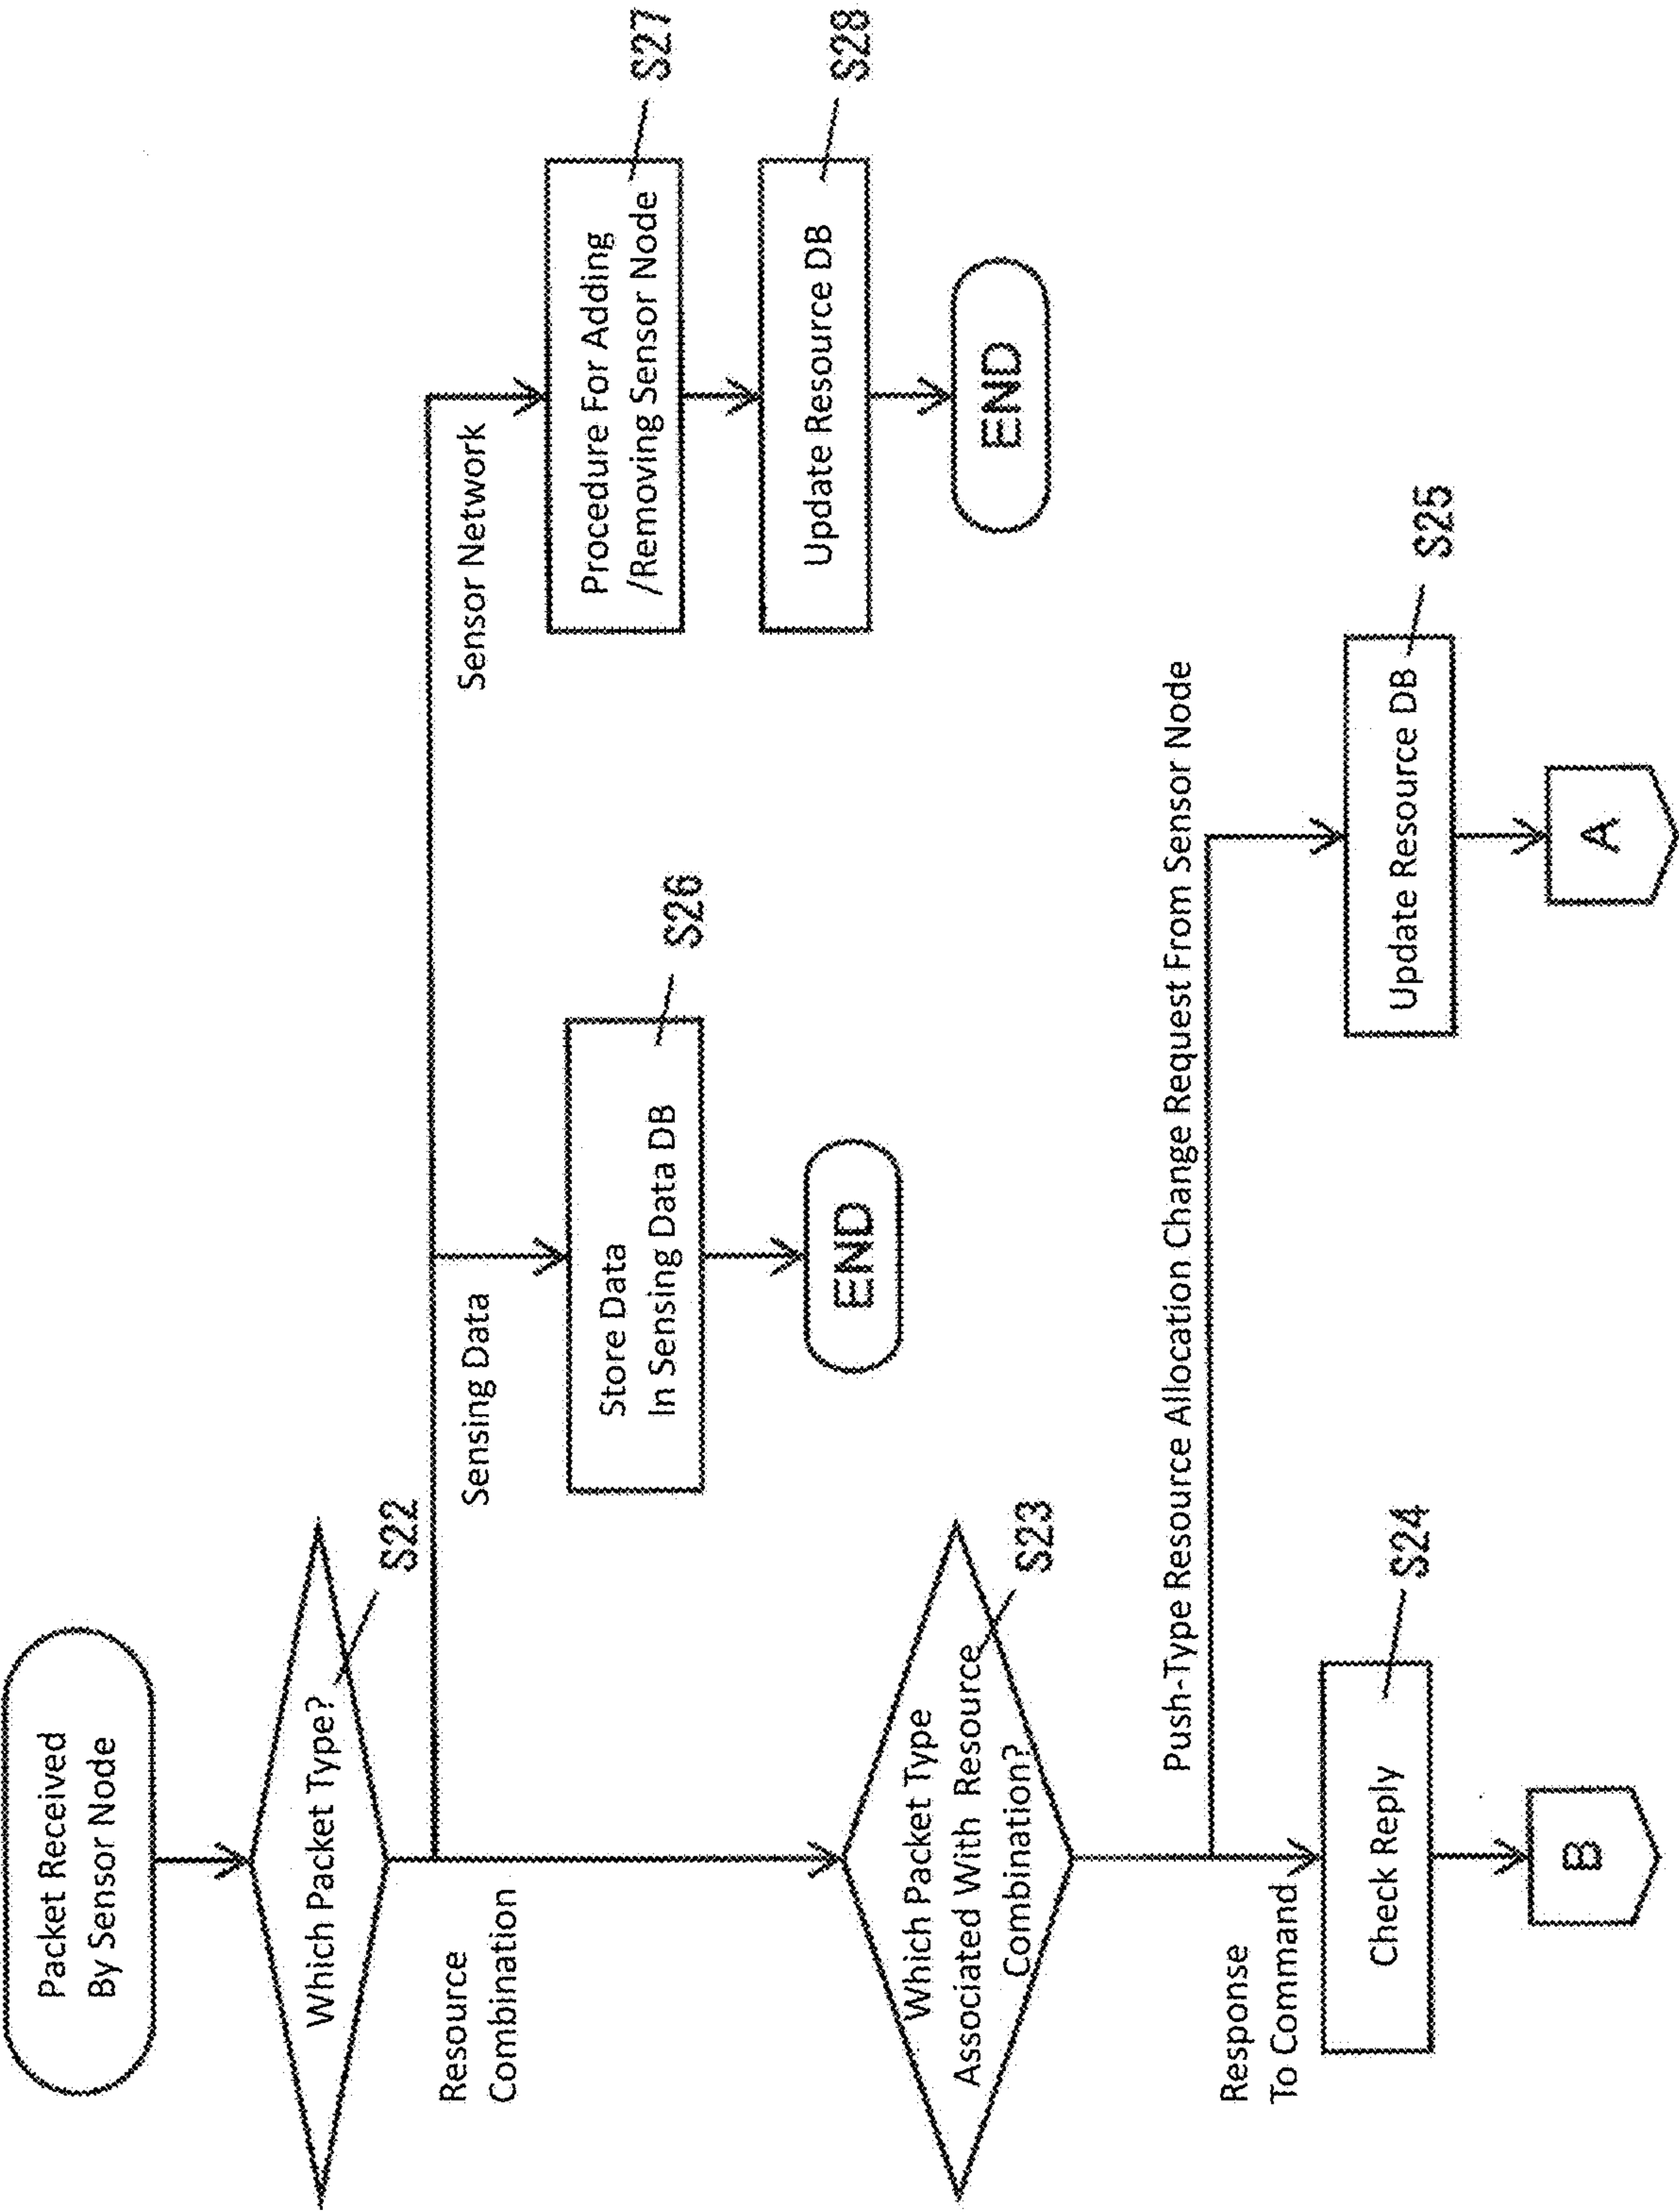 Packet Received
By Sensor Node
Which Packet Type?
S22
Resource
Combination
Sensing Data
Sensor Network
Store Data
In Sensing Data DB
S26
END
Procedure For Adding
/Removing Sensor Node
S27
Update Resource DB
S28
END
Which Packet Type
Associated With Resource
Combination?
S23
Response
To Command
Push-Type Resource Allocation Change Request From Sensor Node
Check Reply
S24
B
Update Resource DB
S25
A